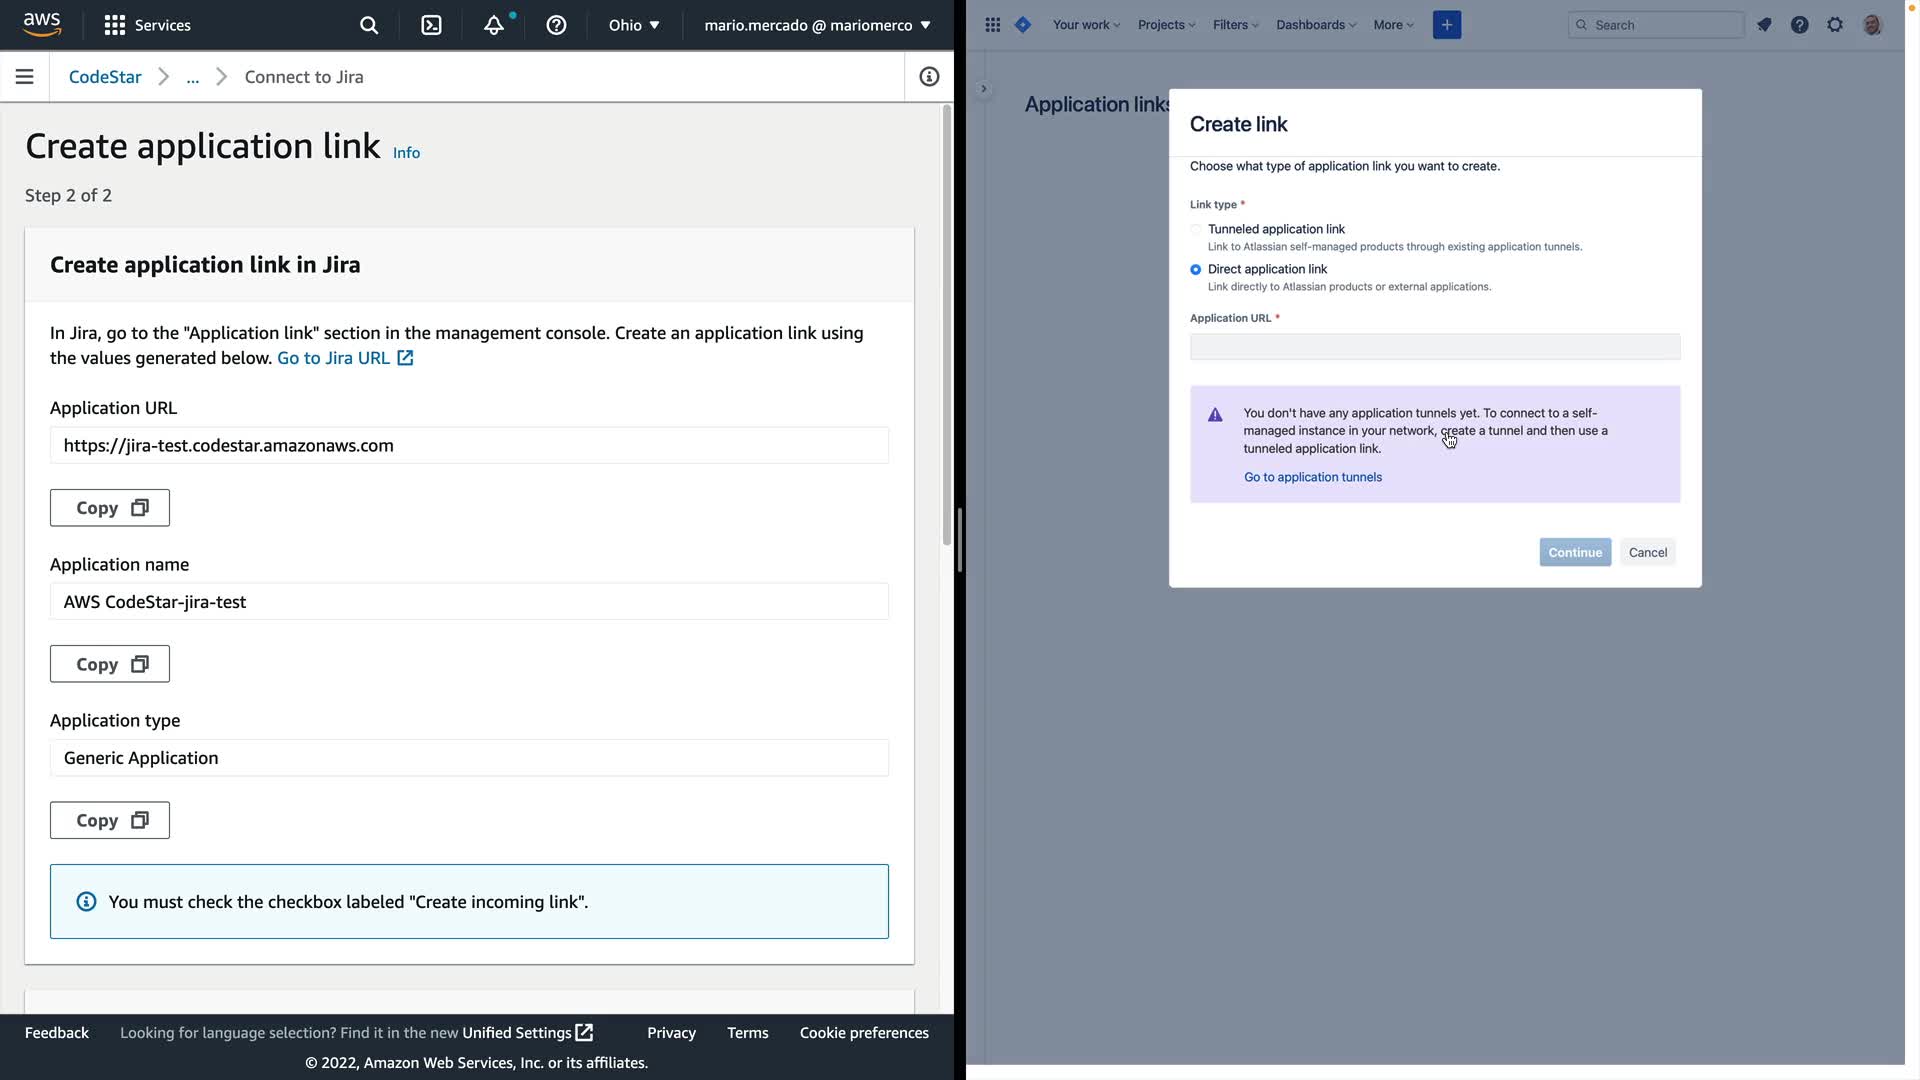 aws
Services
Ohio
mario.mercado @ mariomerco
CodeStar
...
Connect to Jira
Create application link
Info
Step 2 of 2
Create application link in Jira
In Jira, go to the "Application link" section in the management console. Create an application link using
the values generated below. Go to Jira URL
Application URL
https://jira-test.codestar.amazonaws.com
Copy
Application name
AWS CodeStar-jira-test
Copy
Application type
Generic Application
Copy
You must check the checkbox labeled "Create incoming link".
Feedback
Looking for language selection? Find it in the new Unified Settings
Privacy
Terms
Cookie preferences
© 2022, Amazon Web Services, Inc. or its affiliates.
Your work
Projects
Filters
Dashboards
More
+
Search
Application links
Create link
Choose what type of application link you want to create.
Link type *
Tunneled application link
Link to Atlassian self-managed products through existing application tunnels.
Direct application link
Link directly to Atlassian products or external applications.
Application URL *
You don't have any application tunnels yet. To connect to a self-
managed instance in your network, create a tunnel and then use a
tunneled application link.
Go to application tunnels
Continue
Cancel